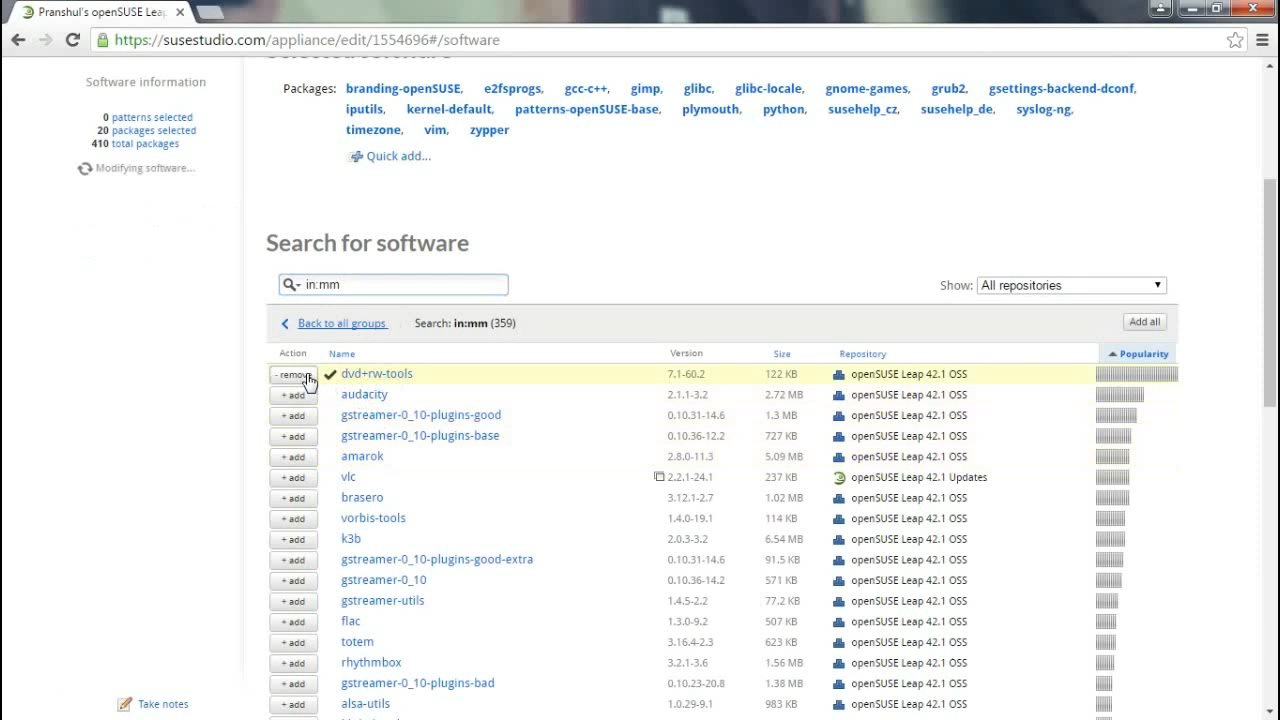 Pranshul's openSUSE Leap
https://susestudio.com/appliance/edit/1554696#/software
Selected software
Software information
0 patterns selected
20 packages selected
410 total packages
Modifying software...
Packages: branding-openSUSE, e2fsprogs, gcc-c++, gimp, glibc, glibc-locale, gnome-games, grub2, gsettings-backend-dconf,
iputils, kernel-default, patterns-openSUSE-base, plymouth, python, susehelp_cz, susehelp_de, syslog-ng,
timezone, vim, zypper
Quick add...
Search for software
in:mm
Show: All repositories
Back to all groups Search: in:mm (359) Add all
Action Name Version Size Repository Popularity
- remove dvd+rw-tools 7.1-60.2 122 KB openSUSE Leap 42.1 OSS
+ add audacity 2.1.1-3.2 2.72 MB openSUSE Leap 42.1 OSS
+ add gstreamer-0_10-plugins-good 0.10.31-14.6 1.3 MB openSUSE Leap 42.1 OSS
+ add gstreamer-0_10-plugins-base 0.10.36-12.2 727 KB openSUSE Leap 42.1 OSS
+ add amarok 2.8.0-11.3 5.09 MB openSUSE Leap 42.1 OSS
+ add vlc 2.2.1-24.1 237 KB openSUSE Leap 42.1 Updates
+ add brasero 3.12.1-2.7 1.02 MB openSUSE Leap 42.1 OSS
+ add vorbis-tools 1.4.0-19.1 114 KB openSUSE Leap 42.1 OSS
+ add k3b 2.0.3-3.2 6.54 MB openSUSE Leap 42.1 OSS
+ add gstreamer-0_10-plugins-good-extra 0.10.31-14.6 91.5 KB openSUSE Leap 42.1 OSS
+ add gstreamer-0_10 0.10.36-14.2 571 KB openSUSE Leap 42.1 OSS
+ add gstreamer-utils 1.4.5-2.2 77.2 KB openSUSE Leap 42.1 OSS
+ add flac 1.3.0-9.2 507 KB openSUSE Leap 42.1 OSS
+ add totem 3.16.4-2.3 623 KB openSUSE Leap 42.1 OSS
+ add rhythmbox 3.2.1-3.6 1.56 MB openSUSE Leap 42.1 OSS
+ add gstreamer-0_10-plugins-bad 0.10.23-20.8 1.38 MB openSUSE Leap 42.1 OSS
+ add alsa-utils 1.0.29-9.1 983 KB openSUSE Leap 42.1 OSS
Take notes